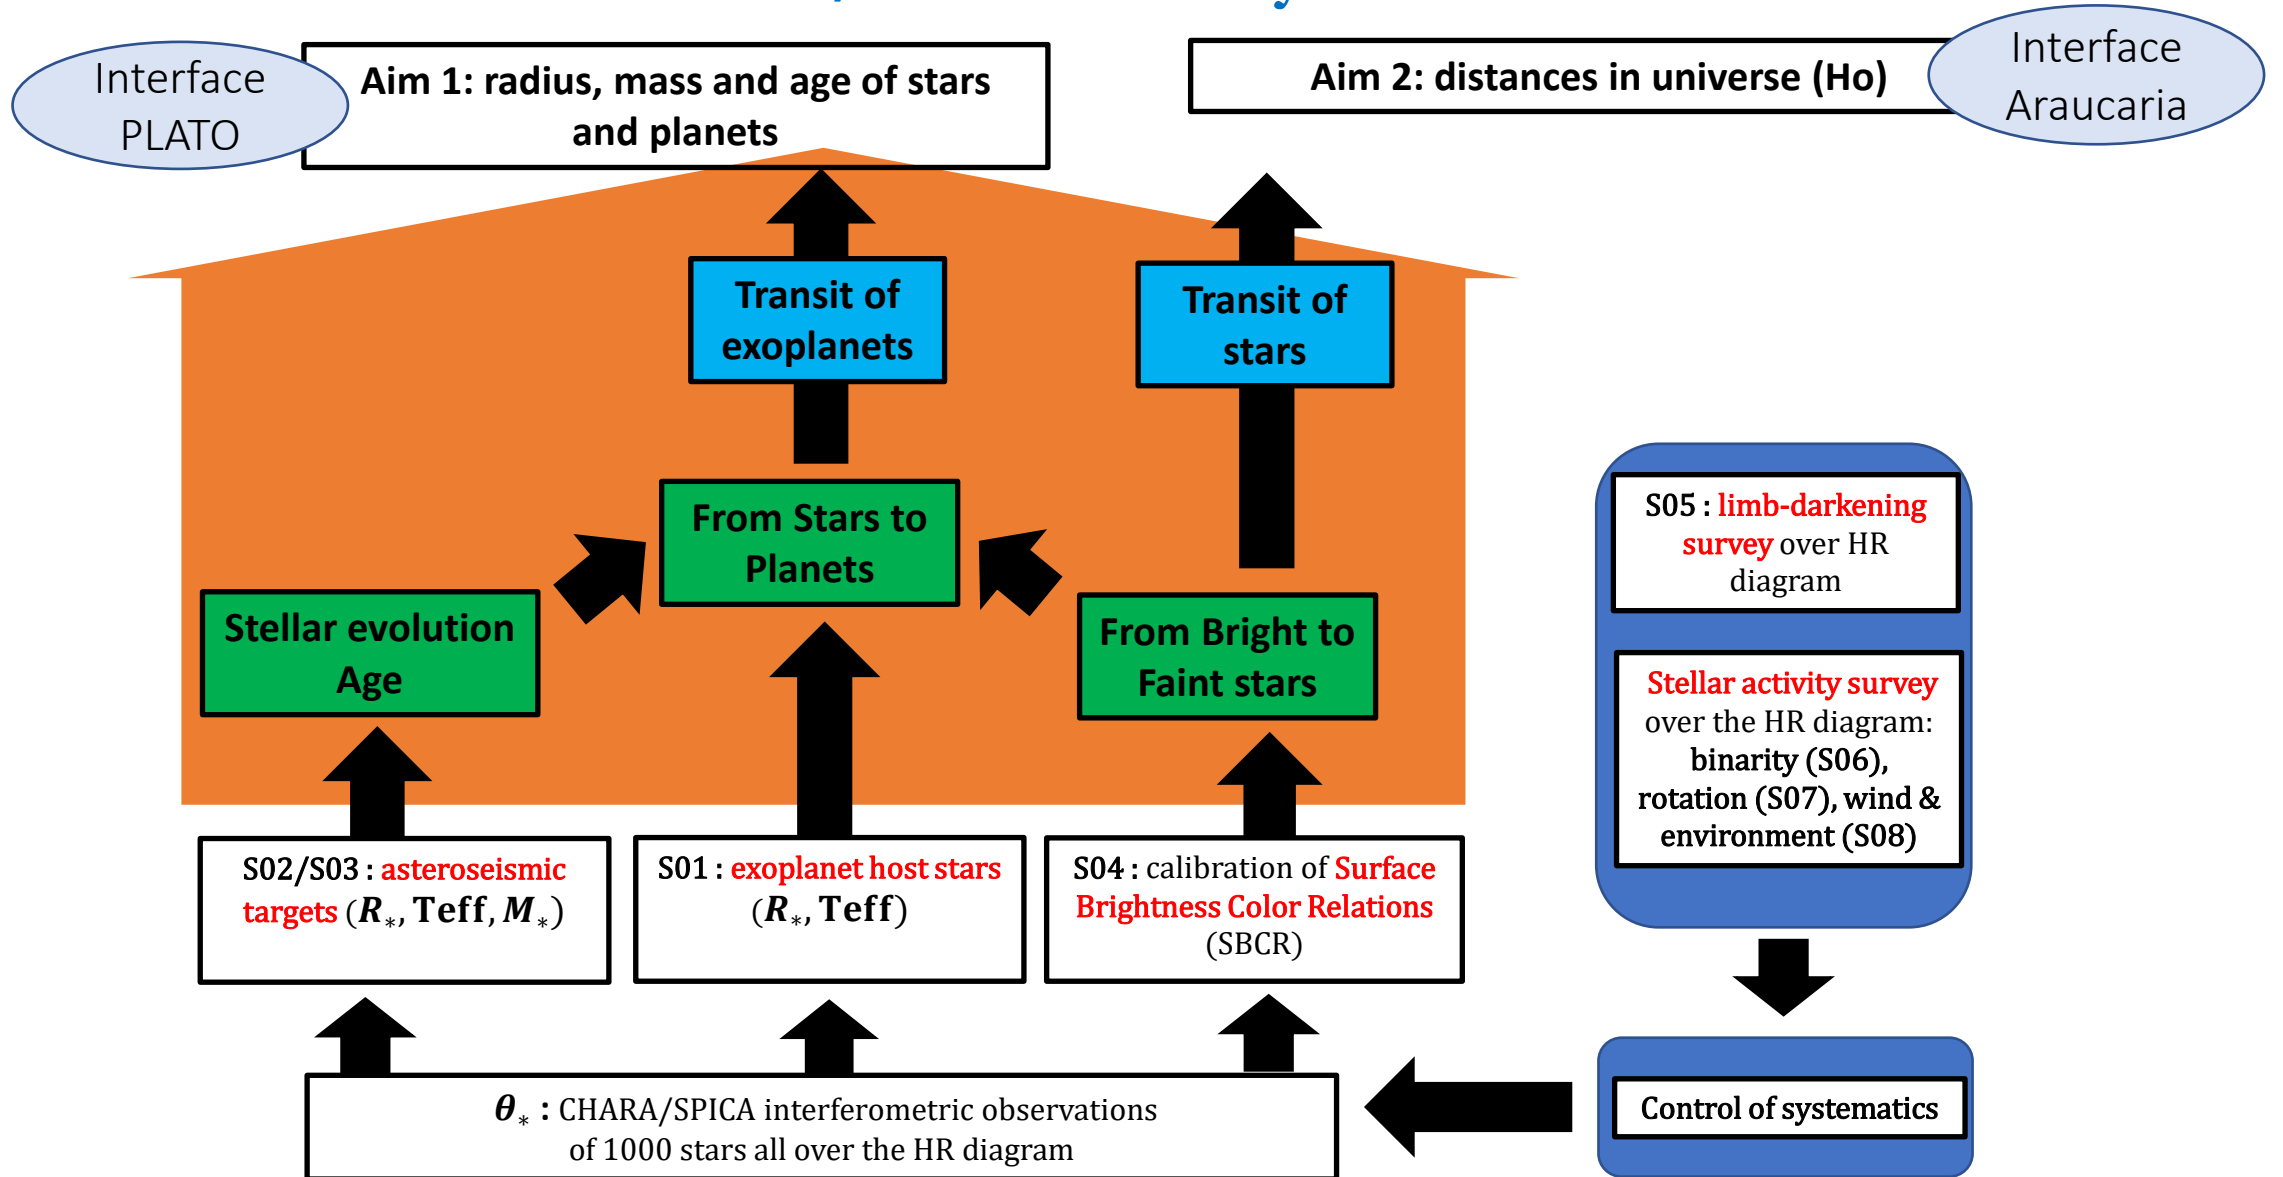 Interface
PLATO
Aim 1: radius, mass and age of stars
and planets
Aim 2: distances in universe (Ho)
Interface
Araucaria
Transit of
exoplanets
Transit of
stars
From Stars to
Planets
Stellar evolution
Age
From Bright to
Faint stars
S05 : limb-darkening
survey over HR
diagram
Stellar activity survey
over the HR diagram:
binarity (S06),
rotation (S07), wind &
environment (S08)
S02/S03 : asteroseismic
targets (R*, Teff, M*)
S01 : exoplanet host stars
(R*, Teff)
S04 : calibration of Surface
Brightness Color Relations
(SBCR)
θ* : CHARA/SPICA interferometric observations
of 1000 stars all over the HR diagram
Control of systematics